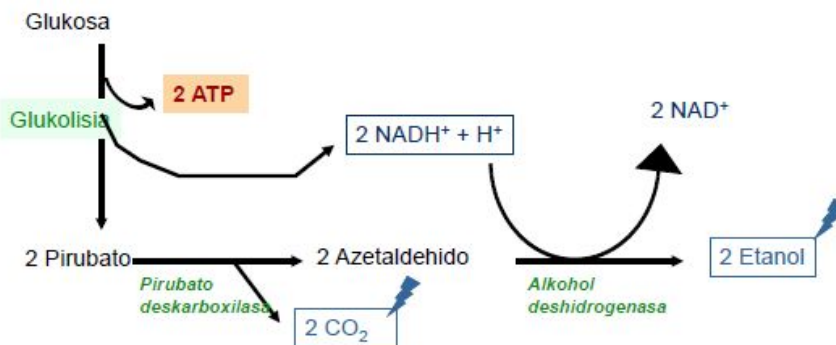 Glukosa
2 ATP
Glukolisia
2 NADH⁺ + H⁺
2 NAD⁺
2 Pirubato
2 Azetaldehido
2 Etanol
Pirubato
deskarboxilasa
Alkohol
deshidrogenasa
2 CO₂